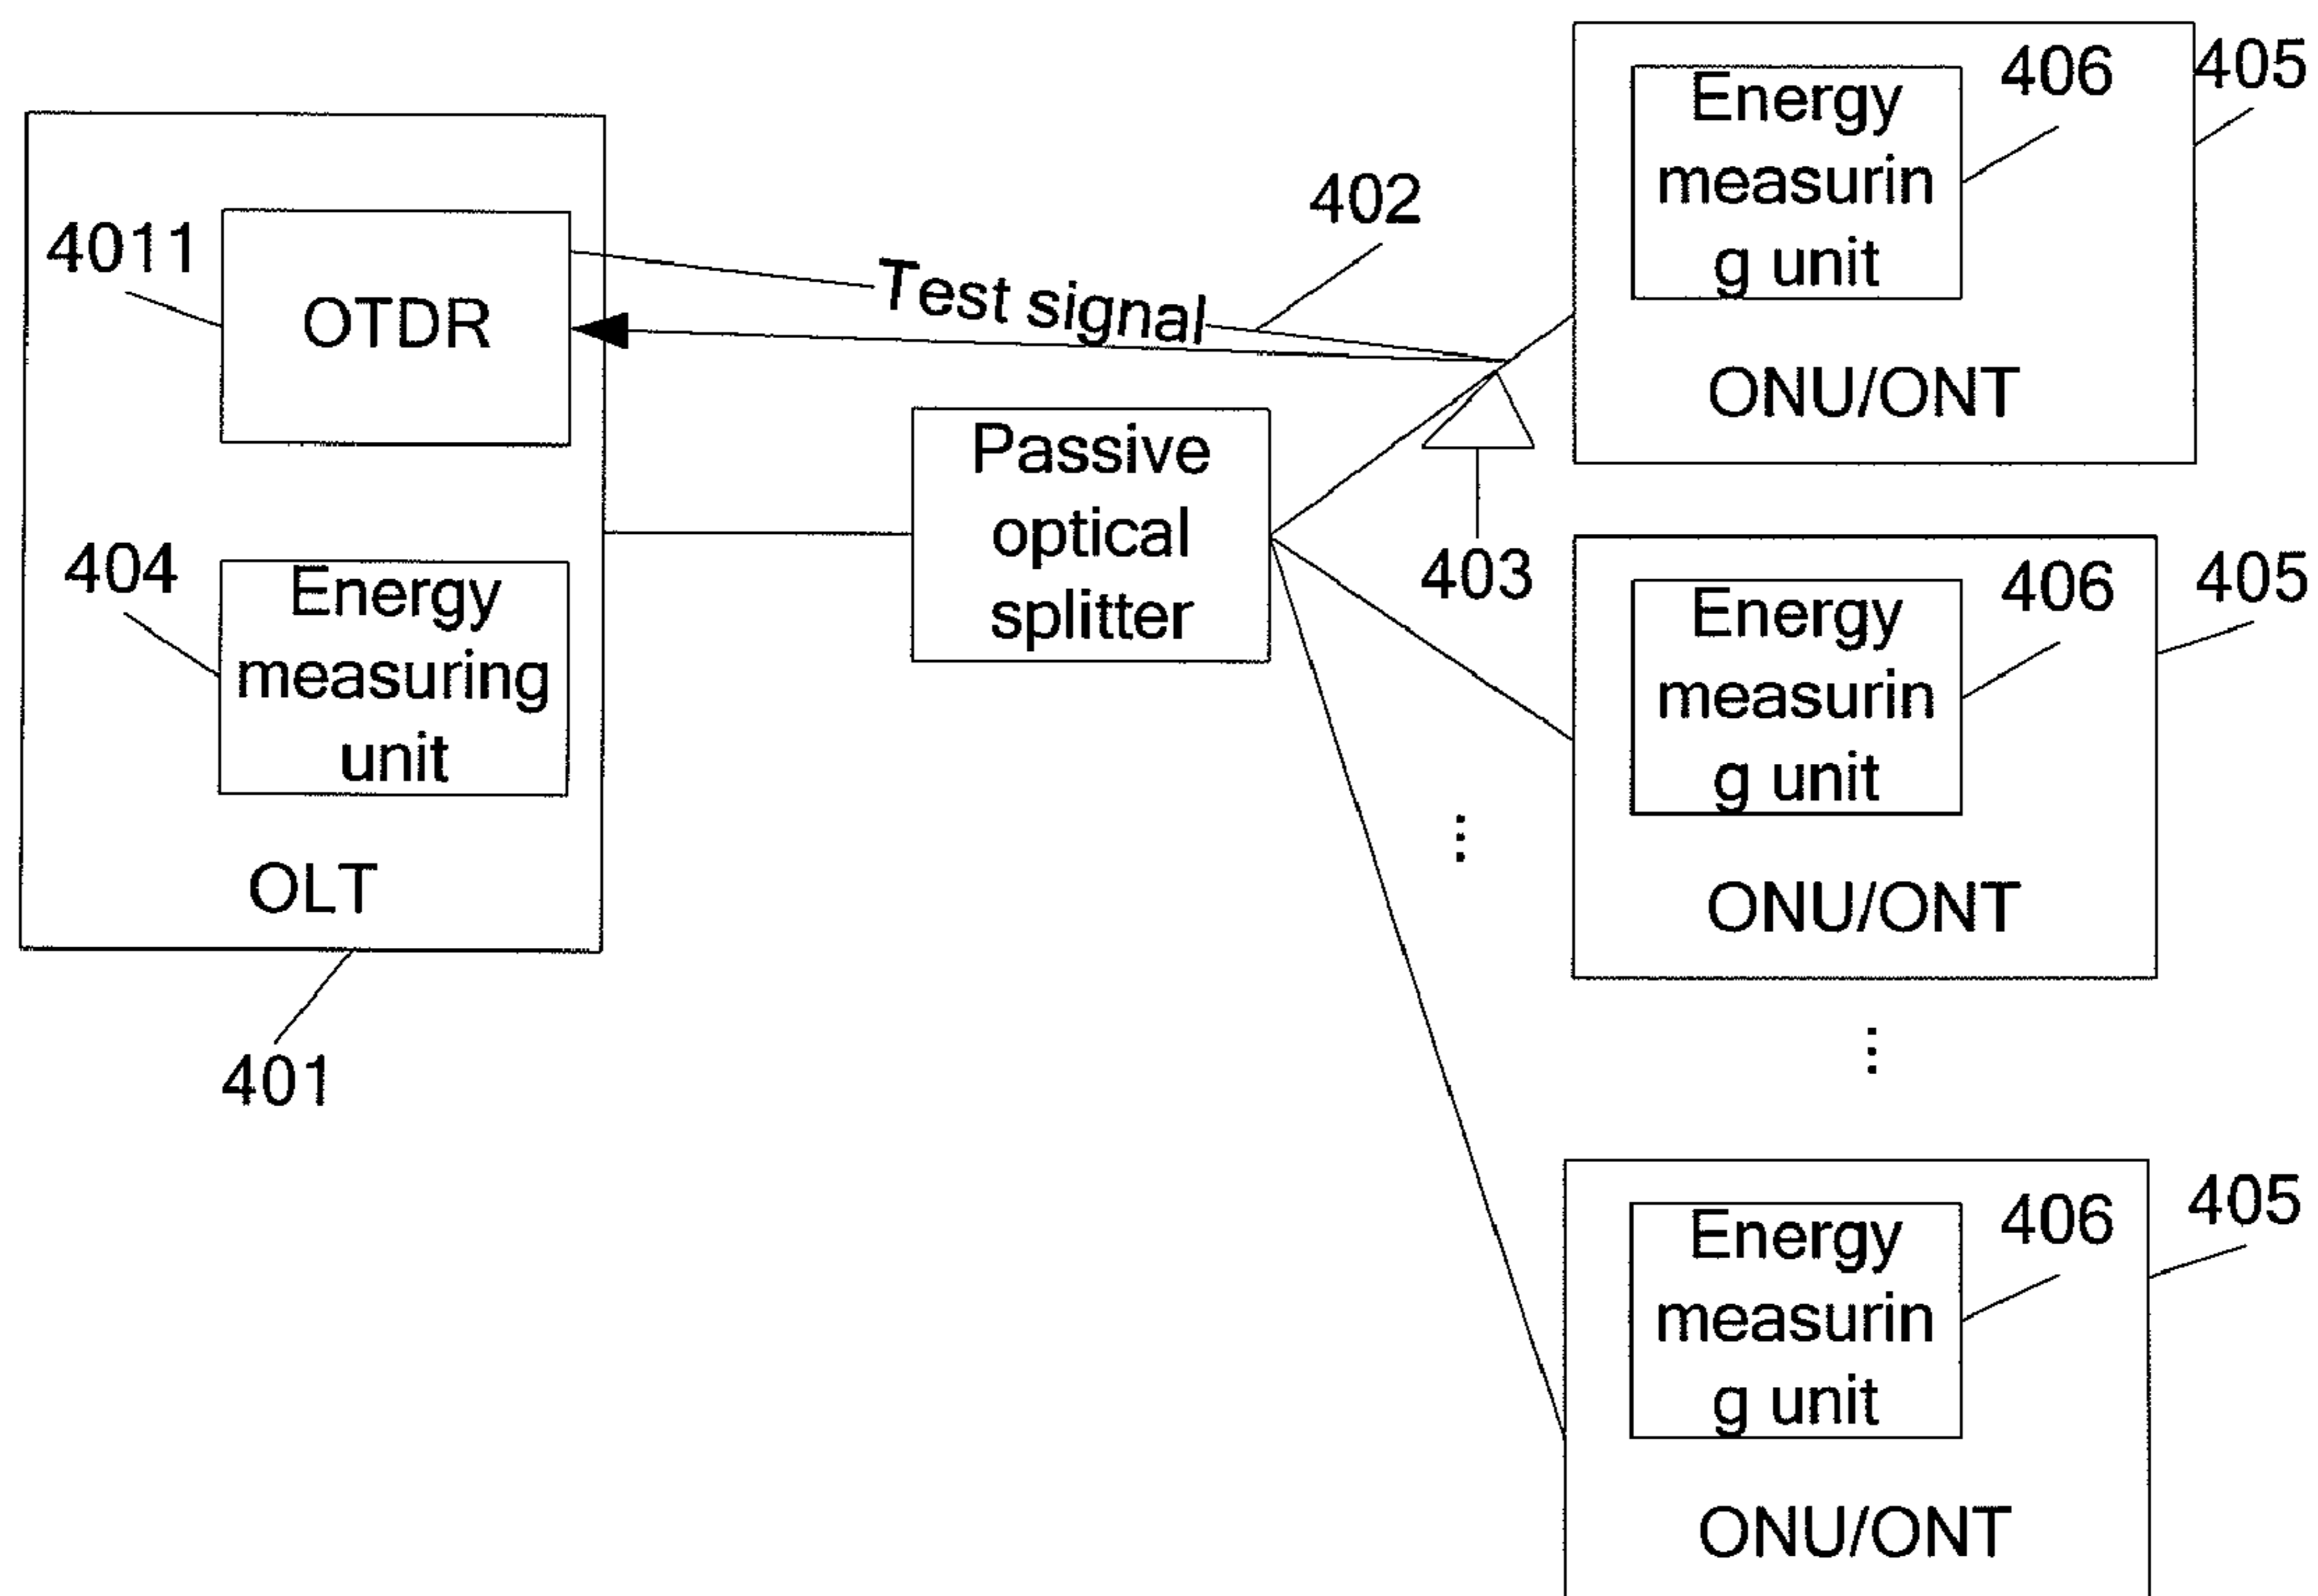 4011
OTDR
404
Energy
measuring
unit
OLT
401
Test signal
402
Passive
optical
splitter
403
Energy
measurin
g unit
406
405
ONU/ONT
Energy
measurin
g unit
406
405
ONU/ONT
Energy
measurin
g unit
406
405
ONU/ONT